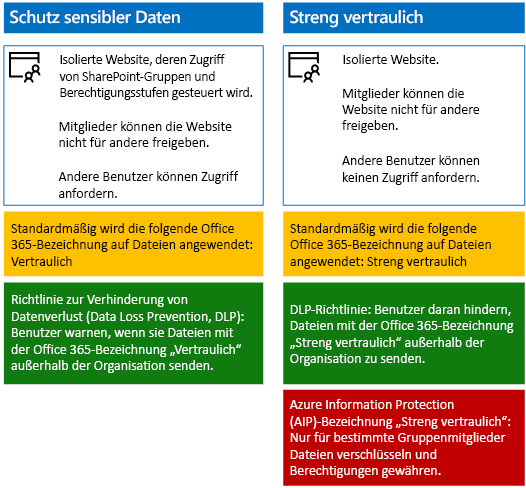 Schutz sensibler Daten
Isolierte Website, deren Zugriff
von SharePoint-Gruppen und
Berechtigungsstufen gesteuert wird.
Mitglieder können die Website
nicht für andere freigeben.
Andere Benutzer können Zugriff
anfordern.
Standardmäßig wird die folgende Office
365-Bezeichnung auf Dateien angewendet:
Vertraulich
Richtlinie zur Verhinderung von
Datenverlust (Data Loss Prevention, DLP):
Benutzer warnen, wenn sie Dateien mit
der Office 365-Bezeichnung „Vertraulich“
außerhalb der Organisation senden.
Streng vertraulich
Isolierte Website.
Mitglieder können die
Website nicht für andere
freigeben.
Andere Benutzer können
keinen Zugriff anfordern.
Standardmäßig wird die folgende
Office 365-Bezeichnung auf Dateien
angewendet: Streng vertraulich
DLP-Richtlinie: Benutzer daran hindern,
Dateien mit der Office 365-Bezeichnung
„Streng vertraulich“ außerhalb der
Organisation zu senden.
Azure Information Protection
(AIP)-Bezeichnung „Streng vertraulich“:
Nur für bestimmte Gruppenmitglieder
Dateien verschlüsseln und
Berechtigungen gewähren.